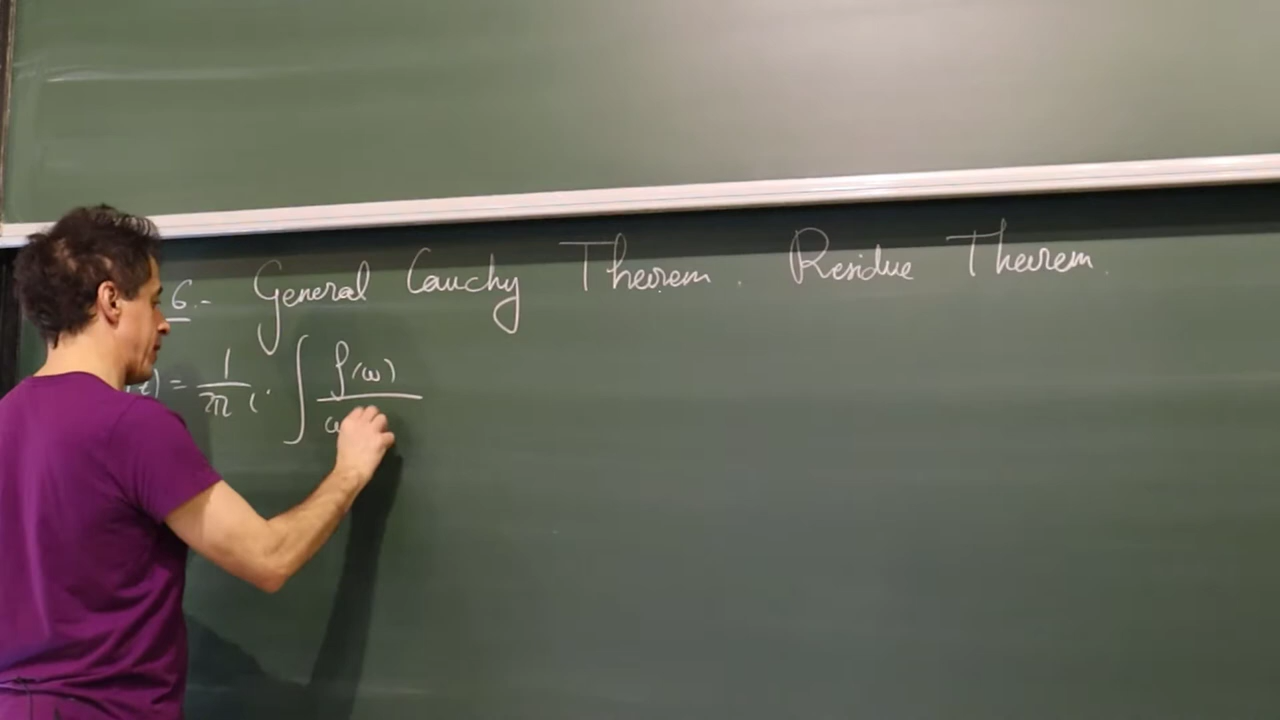 6.- General Cauchy Theorem. Residue Theorem.
(z) = 1/2πi ∫ f(ω)/ω